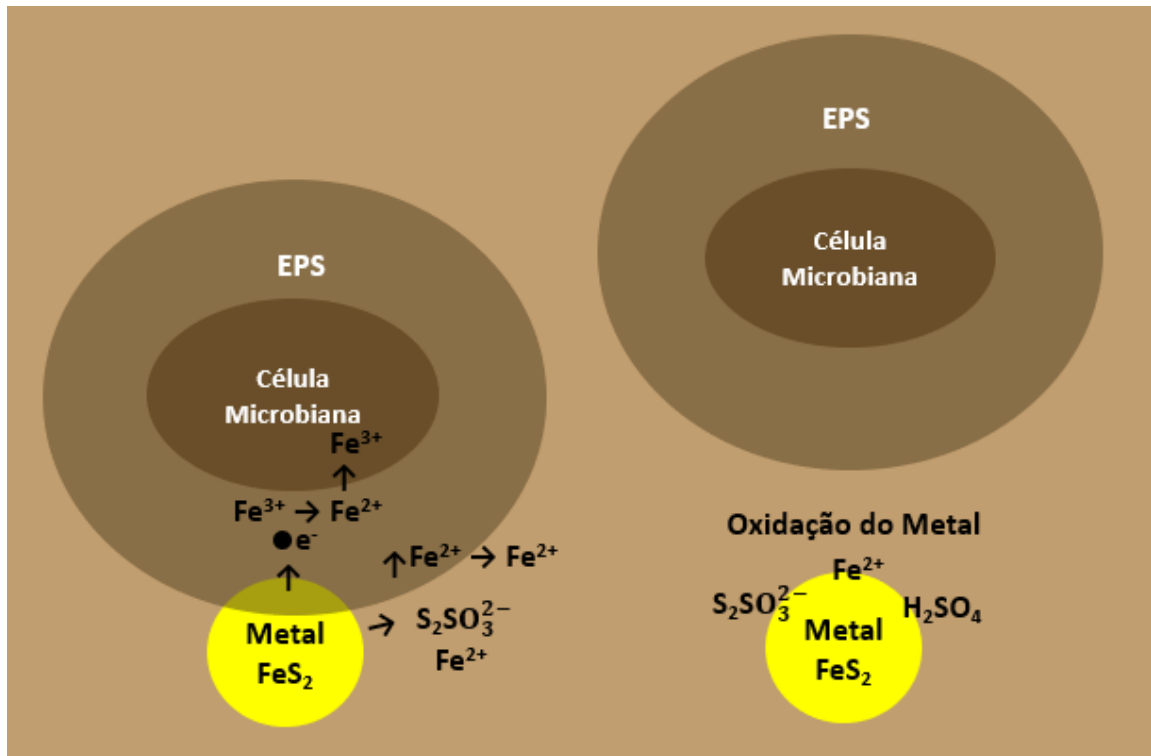 EPS
Célula
Microbiana
Fe³⁺
Fe³⁺ → Fe²⁺
● e⁻
↑ Fe²⁺ → Fe²⁺
S₂SO₃²⁻
Fe²⁺
Metal
FeS₂
EPS
Célula
Microbiana
Oxidação do Metal
Fe²⁺
S₂SO₃²⁻
H₂SO₄
Metal
FeS₂